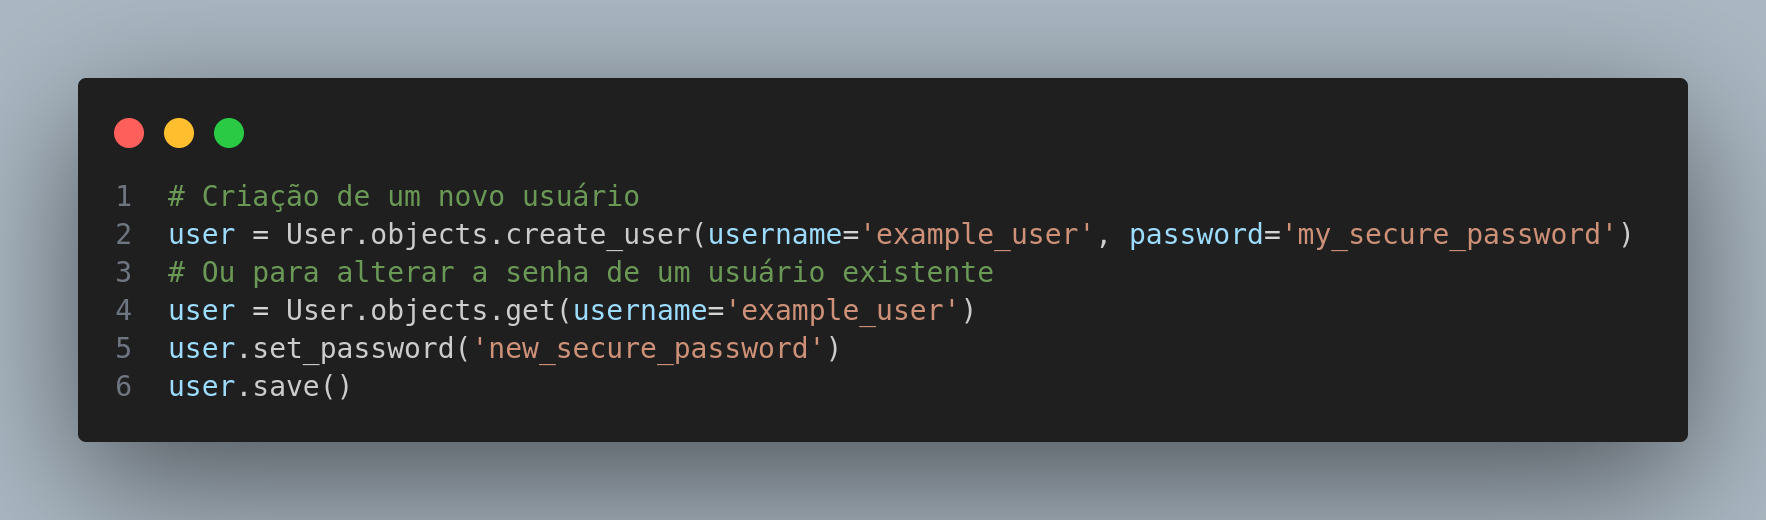 1 # Criação de um novo usuário
2 user = User.objects.create_user(username='example_user', password='my_secure_password')
3 # Ou para alterar a senha de um usuário existente
4 user = User.objects.get(username='example_user')
5 user.set_password('new_secure_password')
6 user.save()